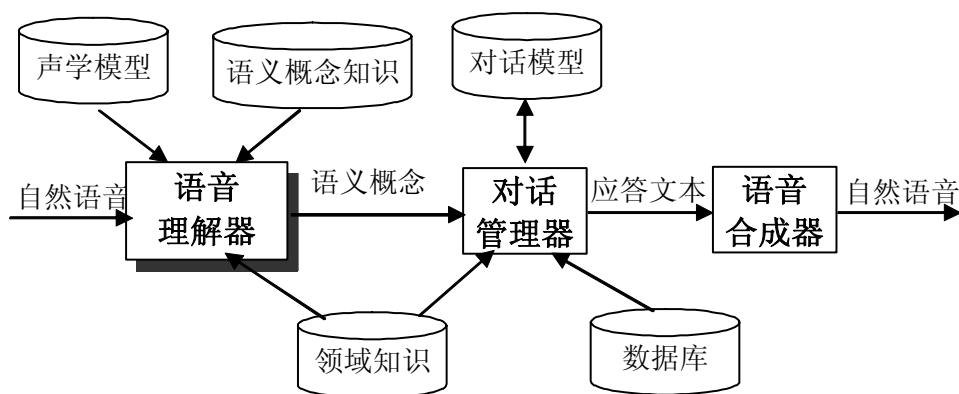 声学模型
语义概念知识
对话模型
自然语音
语音
理解器
语义概念
对话
管理器
应答文本
语音
合成器
自然语音
领域知识
数据库